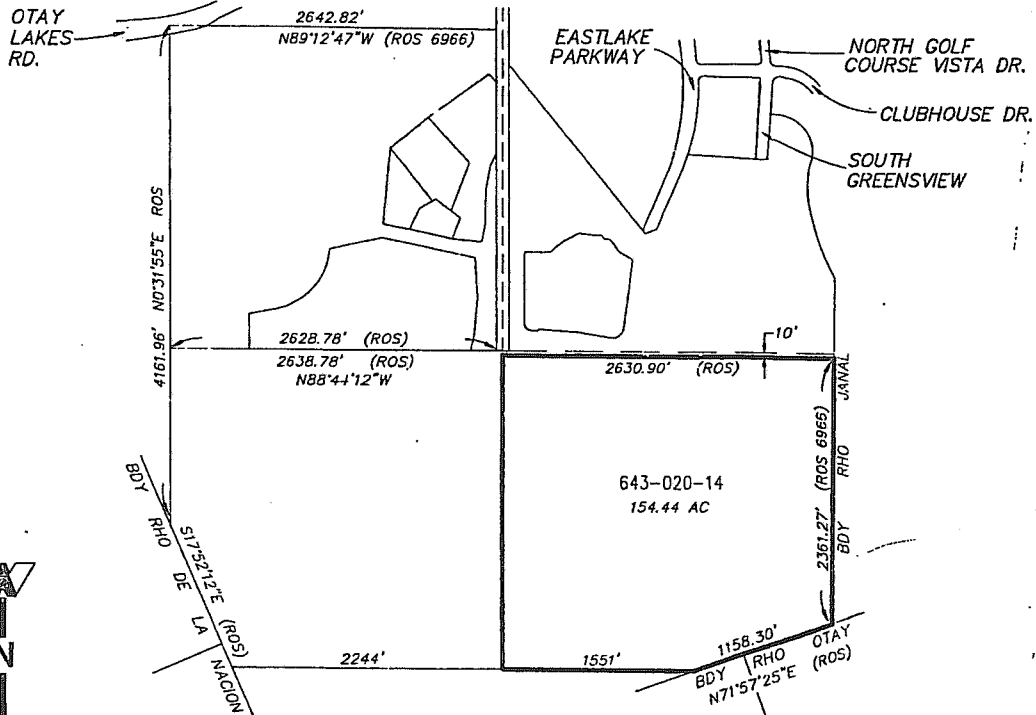 OTAY
LAKES
RD.
2642.82'
N89°12'47"W (ROS 6966)
EASTLAKE
PARKWAY
NORTH GOLF
COURSE VISTA DR.
CLUBHOUSE DR.
SOUTH
GREENSVIEW
4161.96' N0°31'55"E ROS
2628.78' (ROS)
2638.78' (ROS)
N88°41'12"W
10'
2630.90' (ROS)
643-020-14
154.44 AC
2361.27' (ROS 6965)
BDY RHO JANAL
BDY RHO DE LA NACION
S17°52'12"E (ROS)
2244'
1551'
1158.30'
BDY RHO OTAY
N71°57'25"E (ROS)